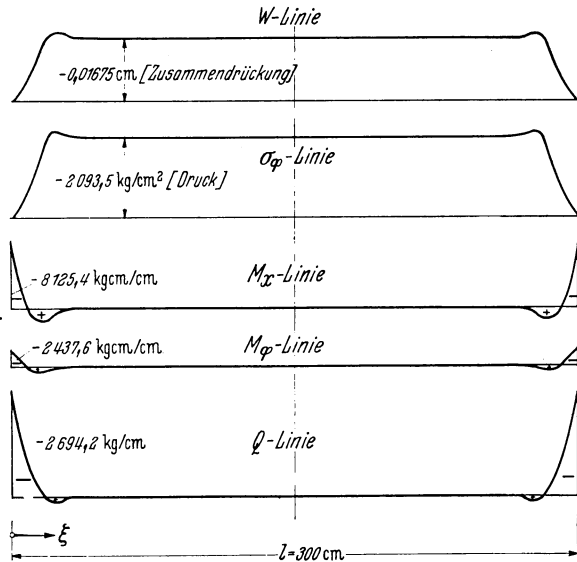 W-Linie
-0,01675 cm [Zusammendrückung]
σφ-Linie
-2093,5 kg/cm² [Druck]
-8125,4 kgcm/cm
Mx-Linie
-
-
+
+
-2437,6 kgcm/cm
Mφ-Linie
-
-
+
+
-2694,2 kg/cm
Q-Linie
-
-
+
+
ξ
l=300 cm